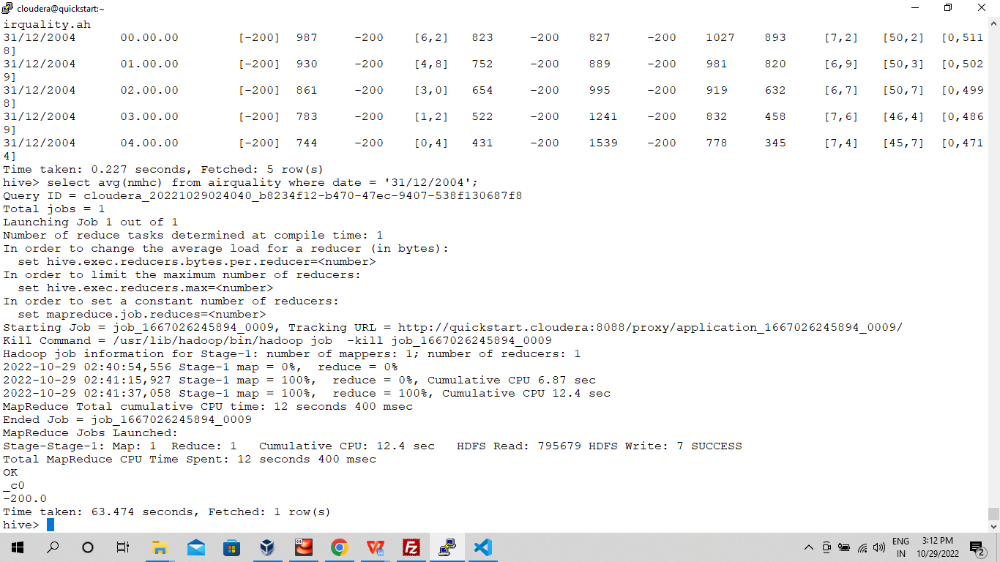 cloudera@quickstart:~
irquality.ah
31/12/2004 00.00.00 [-200] 987 -200 [6,2] 823 -200 827 -200 1027 893 [7,2] [50,2] [0,511
8]
31/12/2004 01.00.00 [-200] 930 -200 [4,8] 752 -200 889 -200 981 820 [6,9] [50,3] [0,502
9]
31/12/2004 02.00.00 [-200] 861 -200 [3,0] 654 -200 995 -200 919 632 [6,7] [50,7] [0,499
8]
31/12/2004 03.00.00 [-200] 783 -200 [1,2] 522 -200 1241 -200 832 458 [7,6] [46,4] [0,486
9]
31/12/2004 04.00.00 [-200] 744 -200 [0,4] 431 -200 1539 -200 778 345 [7,4] [45,7] [0,471
4]
Time taken: 0.227 seconds, Fetched: 5 row(s)
hive> select avg(nmhc) from airquality where date = '31/12/2004';
Query ID = cloudera_20221029024040_b8234f12-b470-47ec-9407-538f130687f8
Total jobs = 1
Launching Job 1 out of 1
Number of reduce tasks determined at compile time: 1
In order to change the average load for a reducer (in bytes):
  set hive.exec.reducers.bytes.per.reducer=<number>
In order to limit the maximum number of reducers:
  set hive.exec.reducers.max=<number>
In order to set a constant number of reducers:
  set mapreduce.job.reduces=<number>
Starting Job = job_1667026245894_0009, Tracking URL = http://quickstart.cloudera:8088/proxy/application_1667026245894_0009/
Kill Command = /usr/lib/hadoop/bin/hadoop job  -kill job_1667026245894_0009
Hadoop job information for Stage-1: number of mappers: 1; number of reducers: 1
2022-10-29 02:40:54,556 Stage-1 map = 0%,  reduce = 0%
2022-10-29 02:41:15,927 Stage-1 map = 100%,  reduce = 0%, Cumulative CPU 6.87 sec
2022-10-29 02:41:37,058 Stage-1 map = 100%,  reduce = 100%, Cumulative CPU 12.4 sec
MapReduce Total cumulative CPU time: 12 seconds 400 msec
Ended Job = job_1667026245894_0009
MapReduce Jobs Launched:
Stage-Stage-1: Map: 1  Reduce: 1   Cumulative CPU: 12.4 sec   HDFS Read: 795679 HDFS Write: 7 SUCCESS
Total MapReduce CPU Time Spent: 12 seconds 400 msec
OK
_c0
-200.0
Time taken: 63.474 seconds, Fetched: 1 row(s)
hive>
ENG
IN
3:12 PM
10/29/2022
2
64